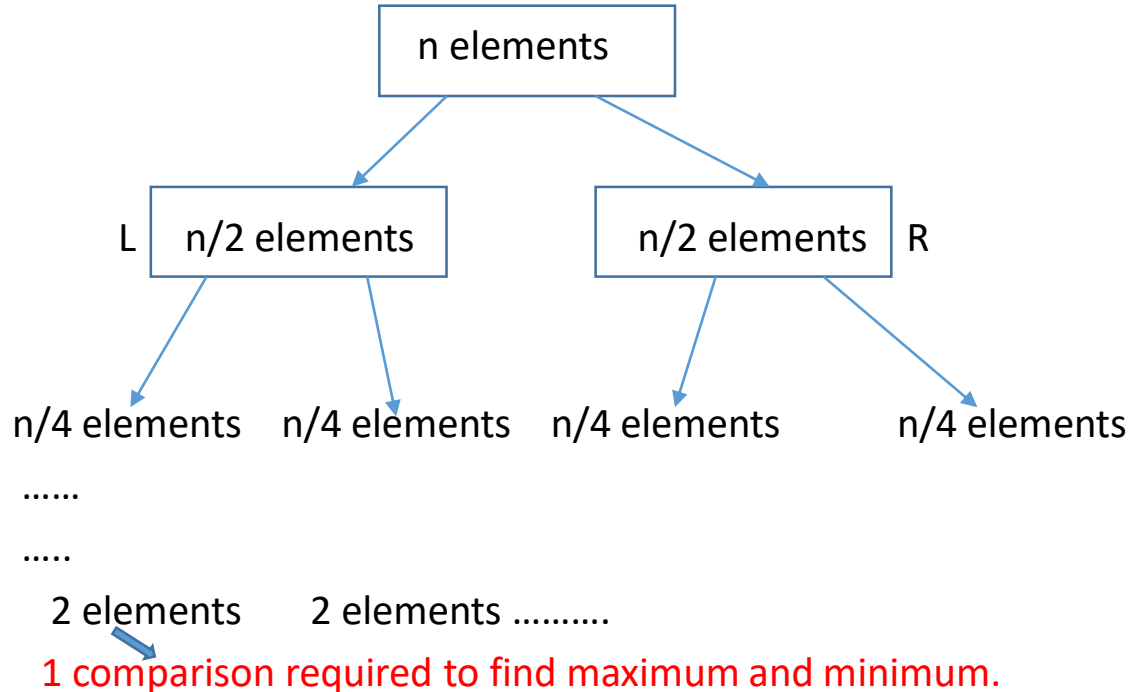 n elements
L n/2 elements n/2 elements R
n/4 elements n/4 elements n/4 elements n/4 elements
......
.....
2 elements 2 elements ..........
1 comparison required to find maximum and minimum.